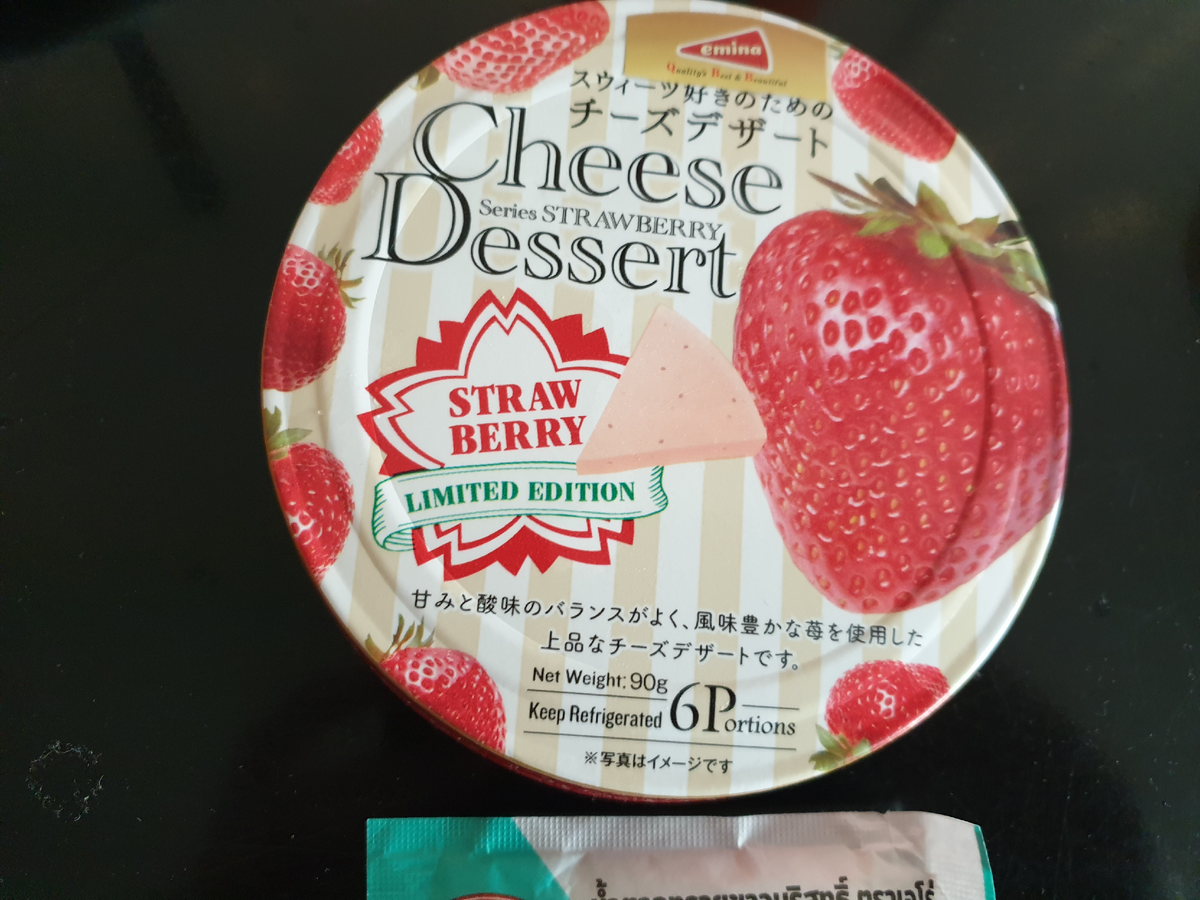 emina
Quality's Best & Beautiful
スウィーツ好きのための
チーズデザート
Cheese
Series STRAWBERRY
Dessert
STRAW
BERRY
LIMITED EDITION
甘みと酸味のバランスがよく、風味豊かな苺を使用した
上品なチーズデザートです。
Net Weight: 90g
Keep Refrigerated
6Portions
※写真はイメージです